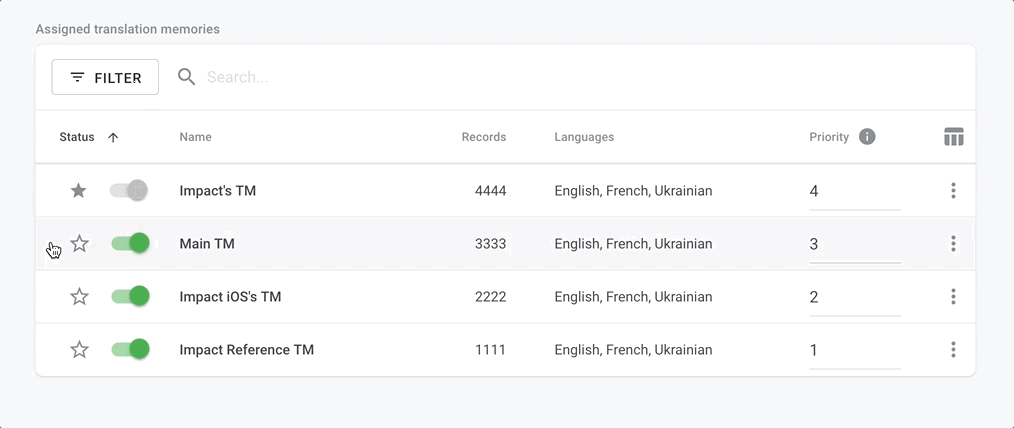 Assigned translation memories
FILTER Search...
Status Name Records Languages Priority
Impact's TM 4444 English, French, Ukrainian 4
Main TM 3333 English, French, Ukrainian 3
Impact iOS's TM 2222 English, French, Ukrainian 2
Impact Reference TM 1111 English, French, Ukrainian 1